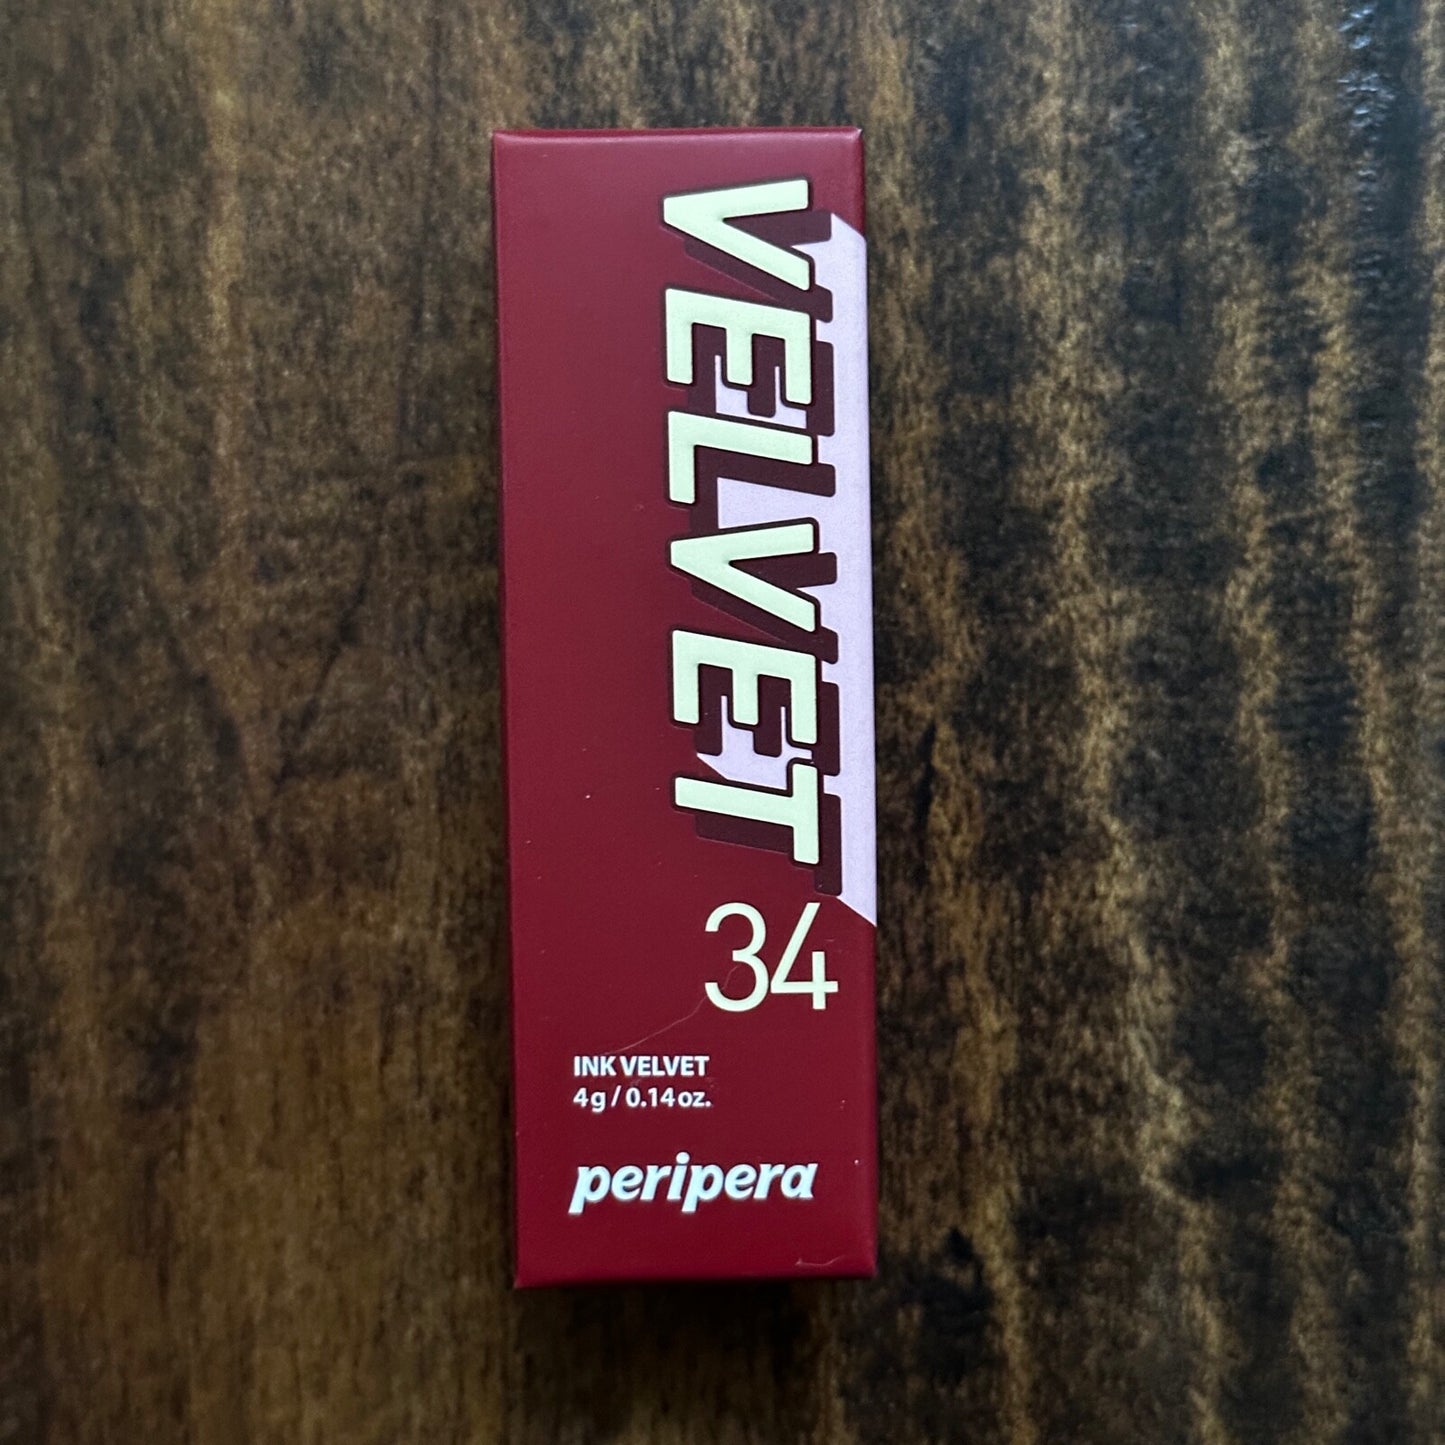 VELVET
34
INK VELVET
4g / 0.14oz.
peripera